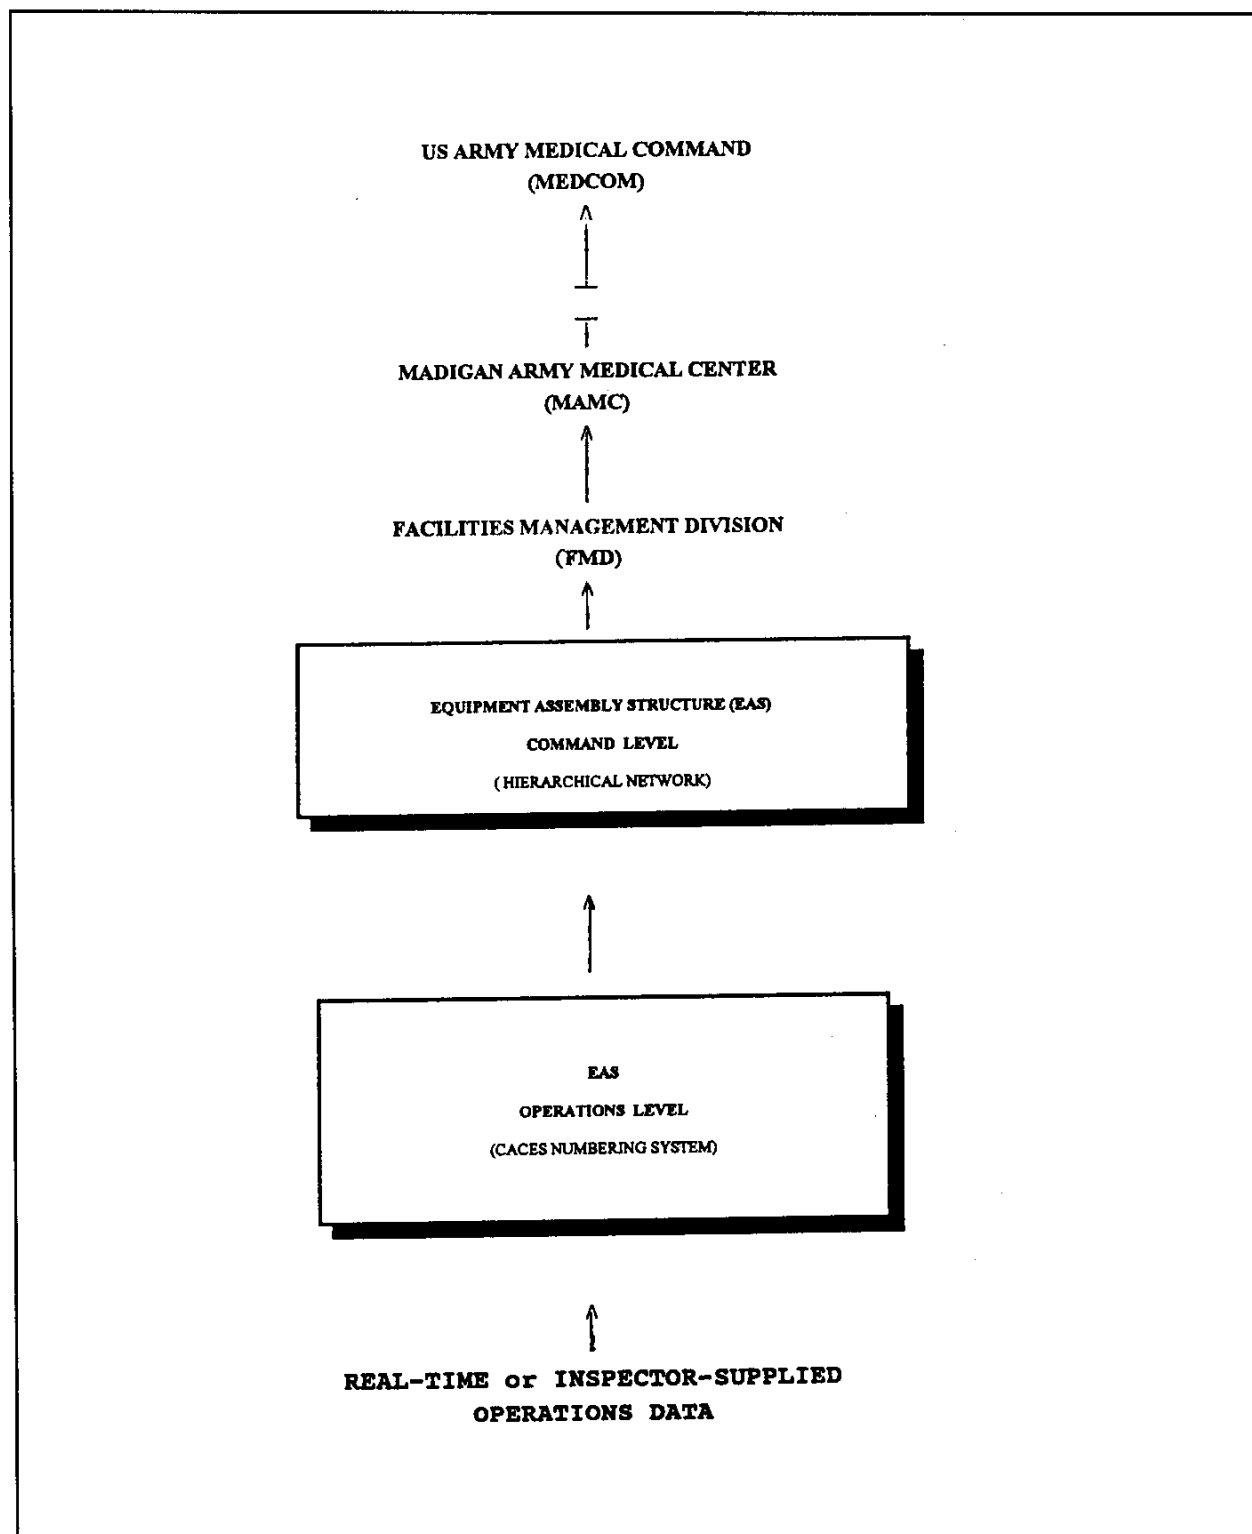 US ARMY MEDICAL COMMAND
(MEDCOM)
MADIGAN ARMY MEDICAL CENTER
(MAMC)
FACILITIES MANAGEMENT DIVISION
(FMD)
EQUIPMENT ASSEMBLY STRUCTURE (EAS)
COMMAND LEVEL
( HIERARCHICAL NETWORK)
EAS
OPERATIONS LEVEL
(CACES NUMBERING SYSTEM)
REAL-TIME or INSPECTOR-SUPPLIED
OPERATIONS DATA